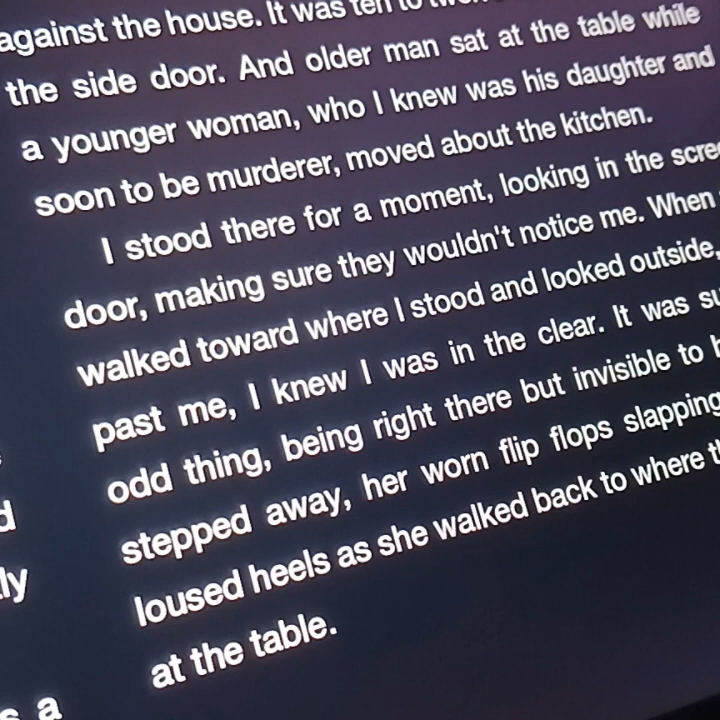 against the house. It was ten to
the side door. And older man sat at the table while
a younger woman, who I knew was his daughter and
soon to be murderer, moved about the kitchen.
I stood there for a moment, looking in the
door, making sure they wouldn't notice me. When
walked toward where I stood and looked outside,
past me, I knew I was in the clear. It was
odd thing, being right there but invisible to
stepped away, her worn flip flops slapping
loused heels as she walked back to where
at the table.
a